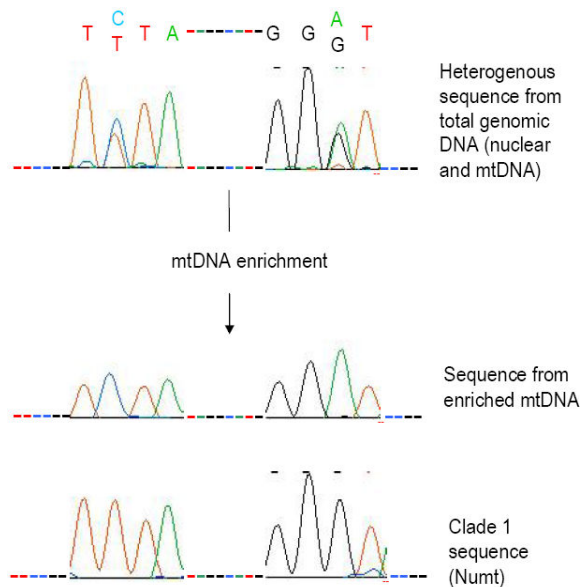 C A
T T T A G G G T
Heterogenous
sequence from
total genomic
DNA (nuclear
and mtDNA)
mtDNA enrichment
Sequence from
enriched mtDNA
Clade 1
sequence
(Numt)